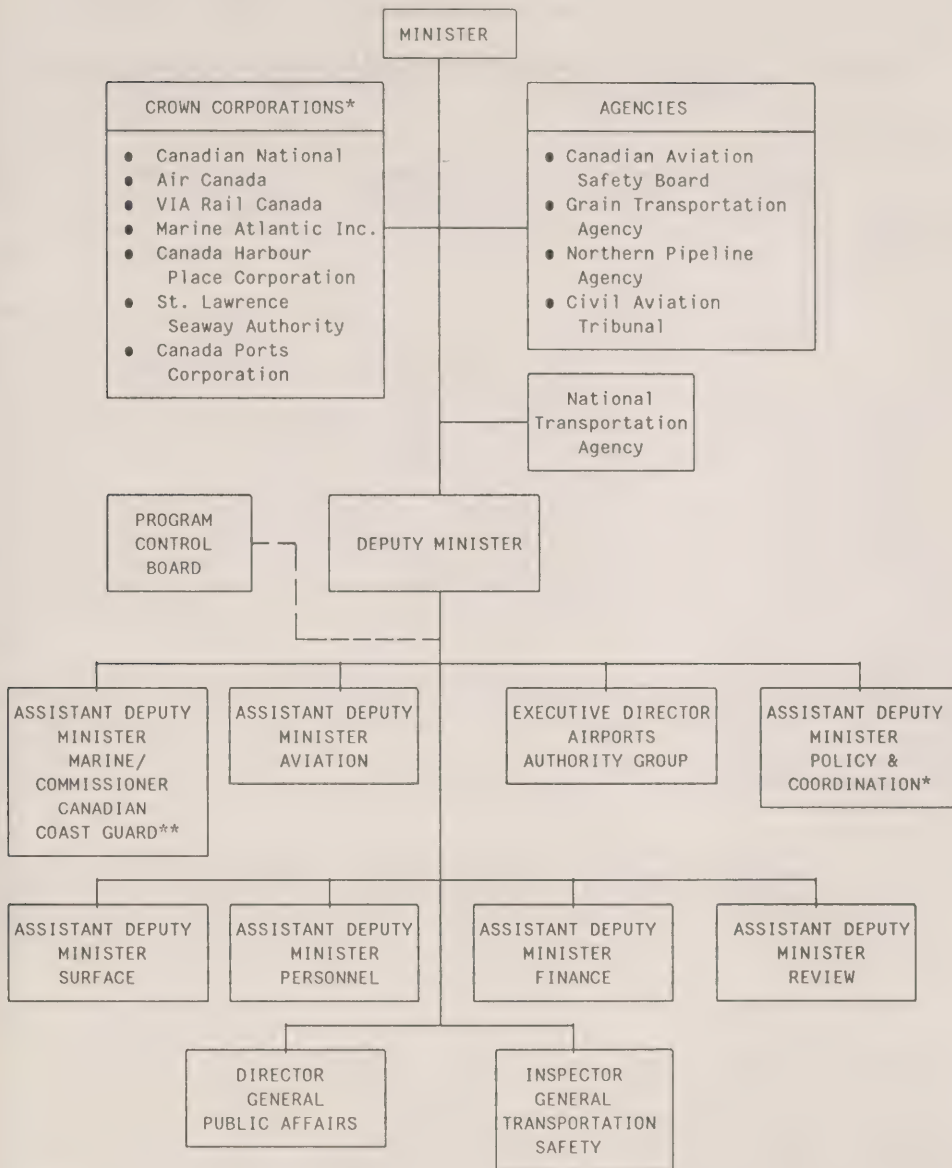 MINISTER
CROWN CORPORATIONS*
● Canadian National
● Air Canada
● VIA Rail Canada
● Marine Atlantic Inc.
● Canada Harbour
Place Corporation
● St. Lawrence
Seaway Authority
● Canada Ports
Corporation
AGENCIES
● Canadian Aviation
Safety Board
● Grain Transportation
Agency
● Northern Pipeline
Agency
● Civil Aviation
Tribunal
National
Transportation
Agency
PROGRAM
CONTROL
BOARD
DEPUTY MINISTER
ASSISTANT DEPUTY
MINISTER
MARINE/
COMMISSIONER
CANADIAN
COAST GUARD**
ASSISTANT DEPUTY
MINISTER
AVIATION
EXECUTIVE DIRECTOR
AIRPORTS
AUTHORITY GROUP
ASSISTANT DEPUTY
MINISTER
POLICY &
COORDINATION*
ASSISTANT DEPUTY
MINISTER
SURFACE
ASSISTANT DEPUTY
MINISTER
PERSONNEL
ASSISTANT DEPUTY
MINISTER
FINANCE
ASSISTANT DEPUTY
MINISTER
REVIEW
DIRECTOR
GENERAL
PUBLIC AFFAIRS
INSPECTOR
GENERAL
TRANSPORTATION
SAFETY